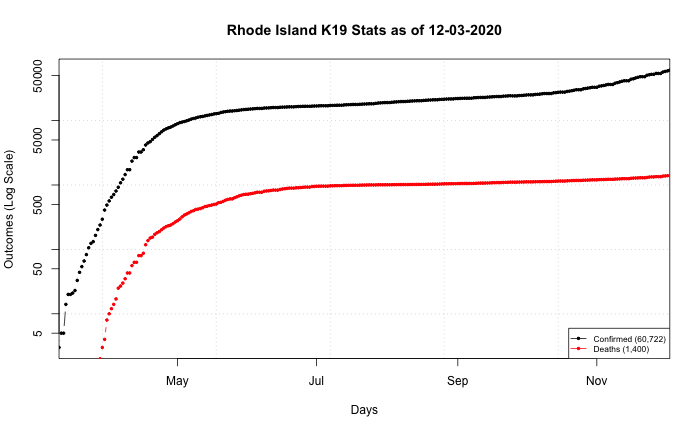 Rhode Island K19 Stats as of 12-03-2020
Outcomes (Log Scale)
50000
5000
500
50
5
Confirmed (60,722)
Deaths (1,400)
May
Jul
Sep
Nov
Days